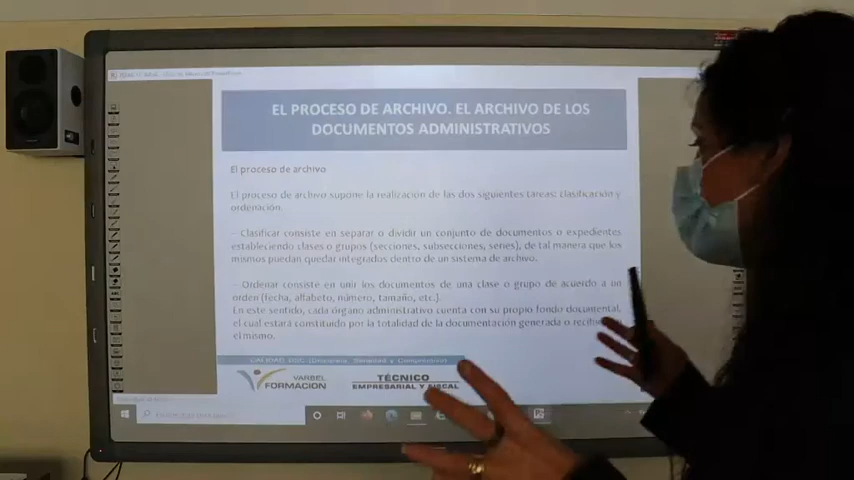 EL PROCESO DE ARCHIVO. EL ARCHIVO DE LOS
DOCUMENTOS ADMINISTRATIVOS
El proceso de archivo
El proceso de archivo supone la realización de las dos siguientes tareas: clasificación y
ordenación.
– Clasificar consiste en separar o dividir un conjunto de documentos o expedientes
estableciendo clases o grupos (secciones, subsecciones, series), de tal manera que los
mismos puedan quedar integrados dentro de un sistema de archivo.
– Ordenar consiste en unir los documentos de una clase o grupo de acuerdo a un
orden (fecha, alfabeto, número, tamaño, etc.).
En este sentido, cada órgano administrativo cuenta con su propio fondo documental,
el cual estará constituido por la totalidad de la documentación generada o
el mismo.
CALIDAD DSC (Disciplina, Seriedad y Compromiso)
VARBEL
FORMACION
TÉCNICO
EMPRESARIAL Y FISCAL